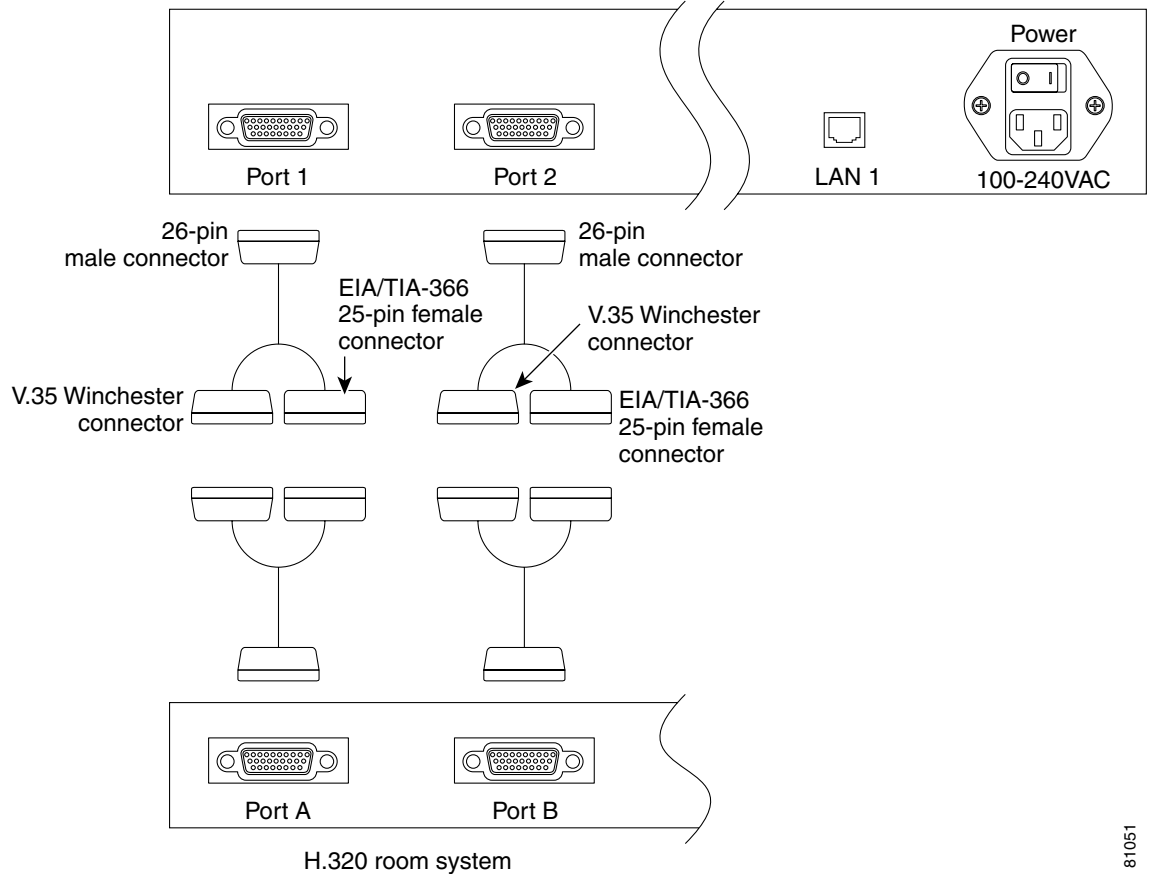 Power
Port 1
Port 2
LAN 1
100-240VAC
26-pin
male connector
26-pin
male connector
EIA/TIA-366
25-pin female
connector
V.35 Winchester
connector
V.35 Winchester
connector
EIA/TIA-366
25-pin female
connector
Port A
Port B
H.320 room system
81051